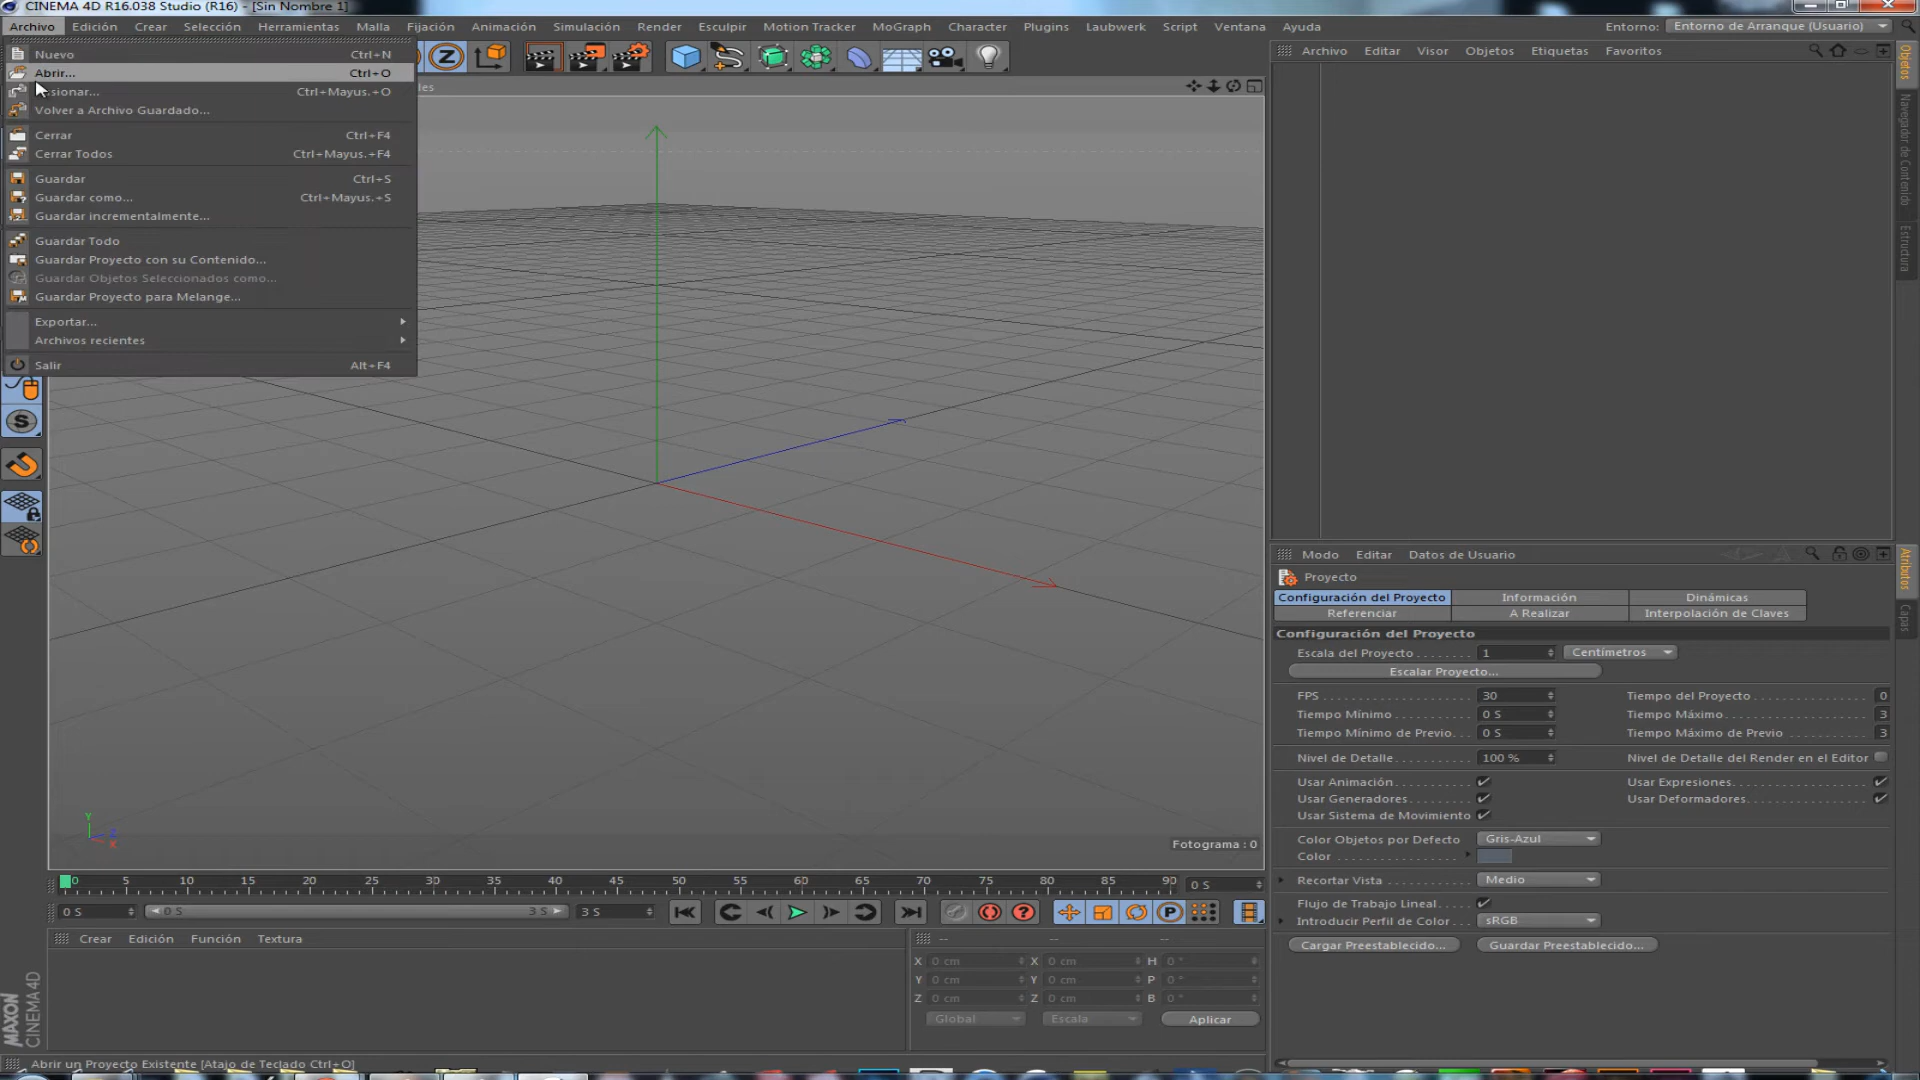 CINEMA 4D R16.038 Studio (R16) - [Sin Nombre 1]
Archivo Edición Crear Selección Herramientas Malla Fijación Animación Simulación Render Esculpir Motion Tracker MoGraph Character Plugins Laubwerk Script Ventana Ayuda Entorno: Entorno de Arranque (Usuario)
Nuevo Ctrl+N
Abrir... Ctrl+O
sionar... Ctrl+Mayus.+O
Volver a Archivo Guardado...
Cerrar Ctrl+F4
Cerrar Todos Ctrl+Mayus.+F4
Guardar Ctrl+S
Guardar como... Ctrl+Mayus.+S
Guardar incrementalmente...
Guardar Todo
Guardar Proyecto con su Contenido...
Guardar Objetos Seleccionados como...
Guardar Proyecto para Melange...
Exportar...
Archivos recientes
Salir Alt+F4
les
Z
S
Y
Z
X
Fotograma : 0
Archivo Editar Visor Objetos Etiquetas Favoritos
Objetos
Navegador de Contenido
Estructura
Modo Editar Datos de Usuario
Atributos
Capas
Proyecto
Configuración del Proyecto Información Dinámicas
Referenciar A Realizar Interpolación de Claves
Configuración del Proyecto
Escala del Proyecto 1 Centímetros
Escalar Proyecto...
FPS 30 Tiempo del Proyecto 0
Tiempo Mínimo 0 S Tiempo Máximo 3
Tiempo Mínimo de Previo 0 S Tiempo Máximo de Previo 3
Nivel de Detalle 100 % Nivel de Detalle del Render en el Editor
Usar Animación Usar Expresiones
Usar Generadores Usar Deformadores
Usar Sistema de Movimiento
Color Objetos por Defecto Gris-Azul
Color
Recortar Vista Medio
Flujo de Trabajo Lineal
Introducir Perfil de Color sRGB
Cargar Preestablecido... Guardar Preestablecido...
0 5 10 15 20 25 30 35 40 45 50 55 60 65 70 75 80 85 90 0 S
0 S 0 S 3 S 3 S ? P
Crear Edición Función Textura
-- -- --
X 0 cm X 0 cm H 0 °
Y 0 cm Y 0 cm P 0 °
Z 0 cm Z 0 cm B 0 °
Global Escala Aplicar
MAXON
CINEMA 4D
Abrir un Proyecto Existente [Atajo de Teclado Ctrl+O]